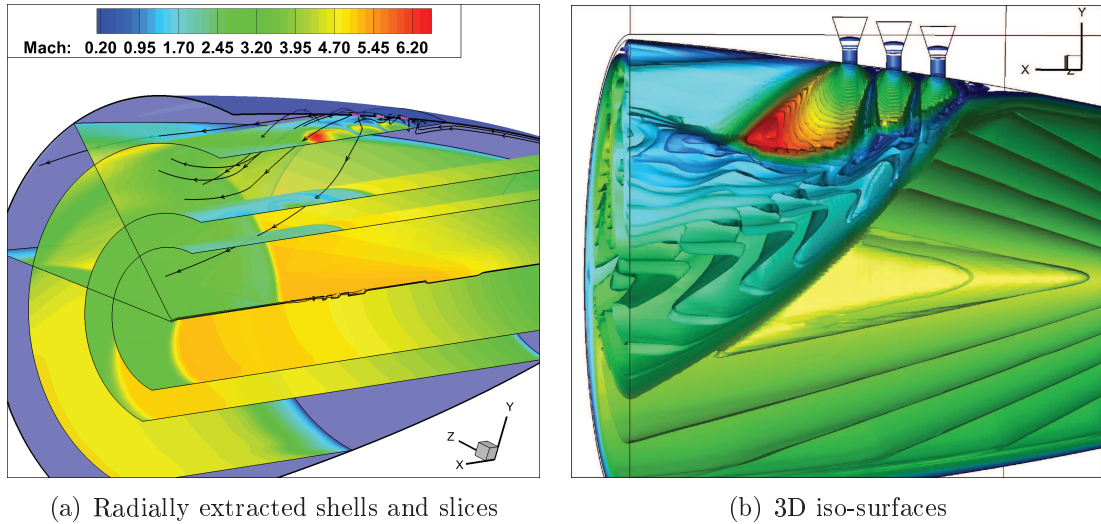 Mach: 0.20 0.95 1.70 2.45 3.20 3.95 4.70 5.45 6.20
Y
Z
X
Y
X
Z
(a) Radially extracted shells and slices
(b) 3D iso-surfaces